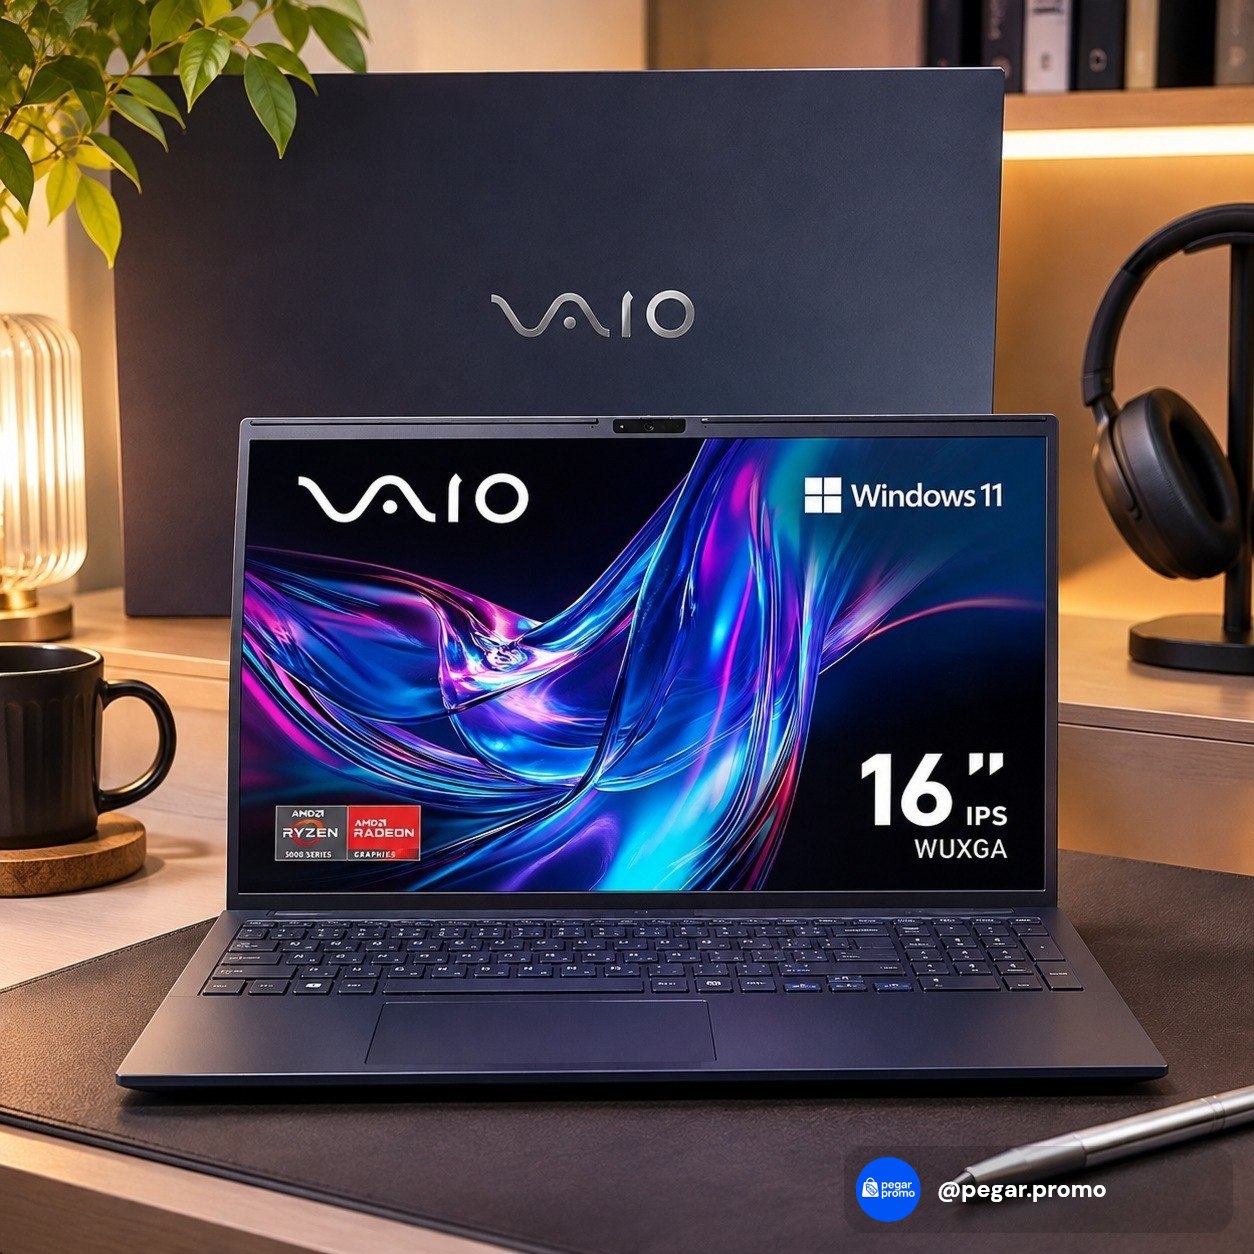 VAIO
VAIO
Windows 11
16”
IPS
WUXGA
AMD
RYZEN
5000 SERIES
AMD
RADEON
GRAPHICS
pegar
promo
@pegar.promo